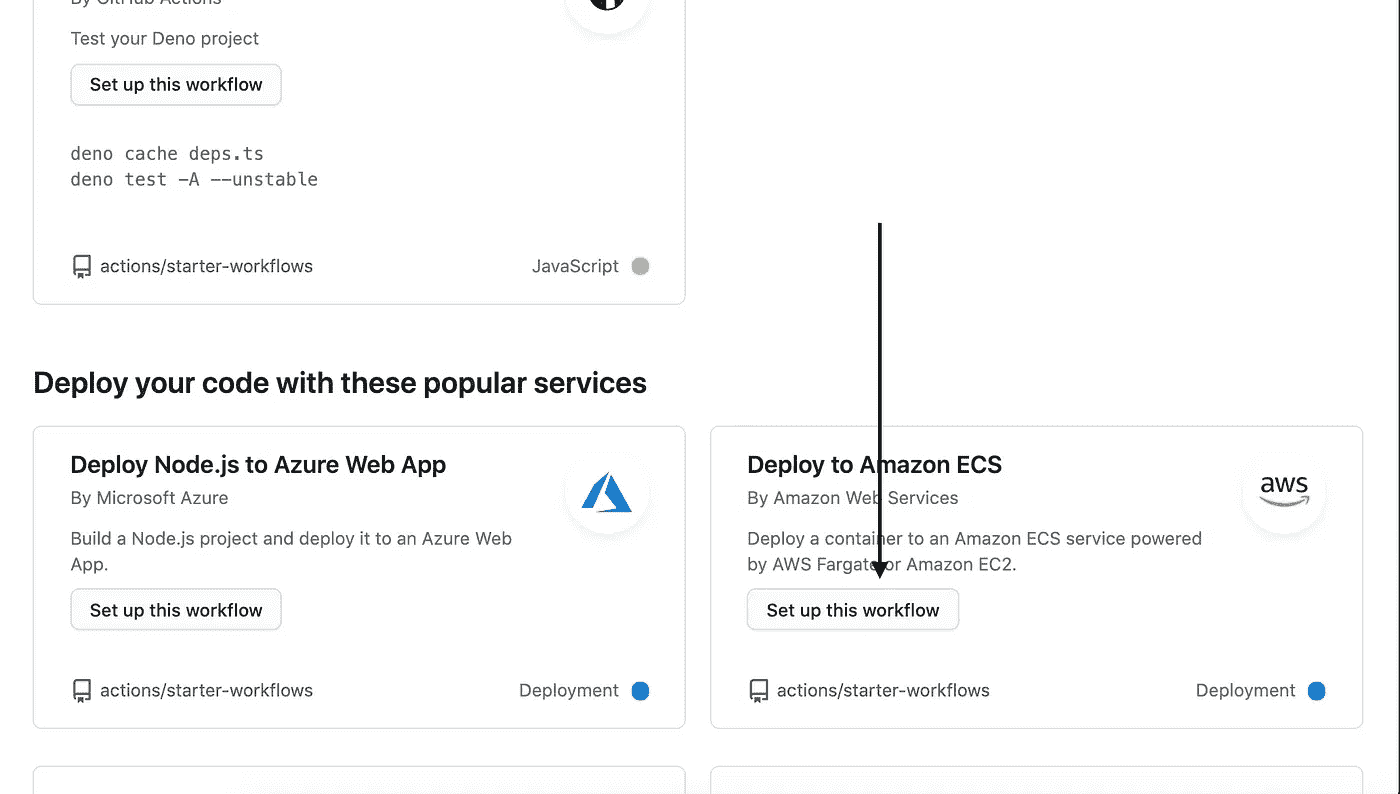 By GitHub Actions
Test your Deno project
Set up this workflow
deno cache deps.ts
deno test -A --unstable
actions/starter-workflows
JavaScript
Deploy your code with these popular services
Deploy Node.js to Azure Web App
By Microsoft Azure
Build a Node.js project and deploy it to an Azure Web
App.
Set up this workflow
actions/starter-workflows
Deployment
Deploy to Amazon ECS
By Amazon Web Services
aws
Deploy a container to an Amazon ECS service powered
by AWS Fargate or Amazon EC2.
Set up this workflow
actions/starter-workflows
Deployment